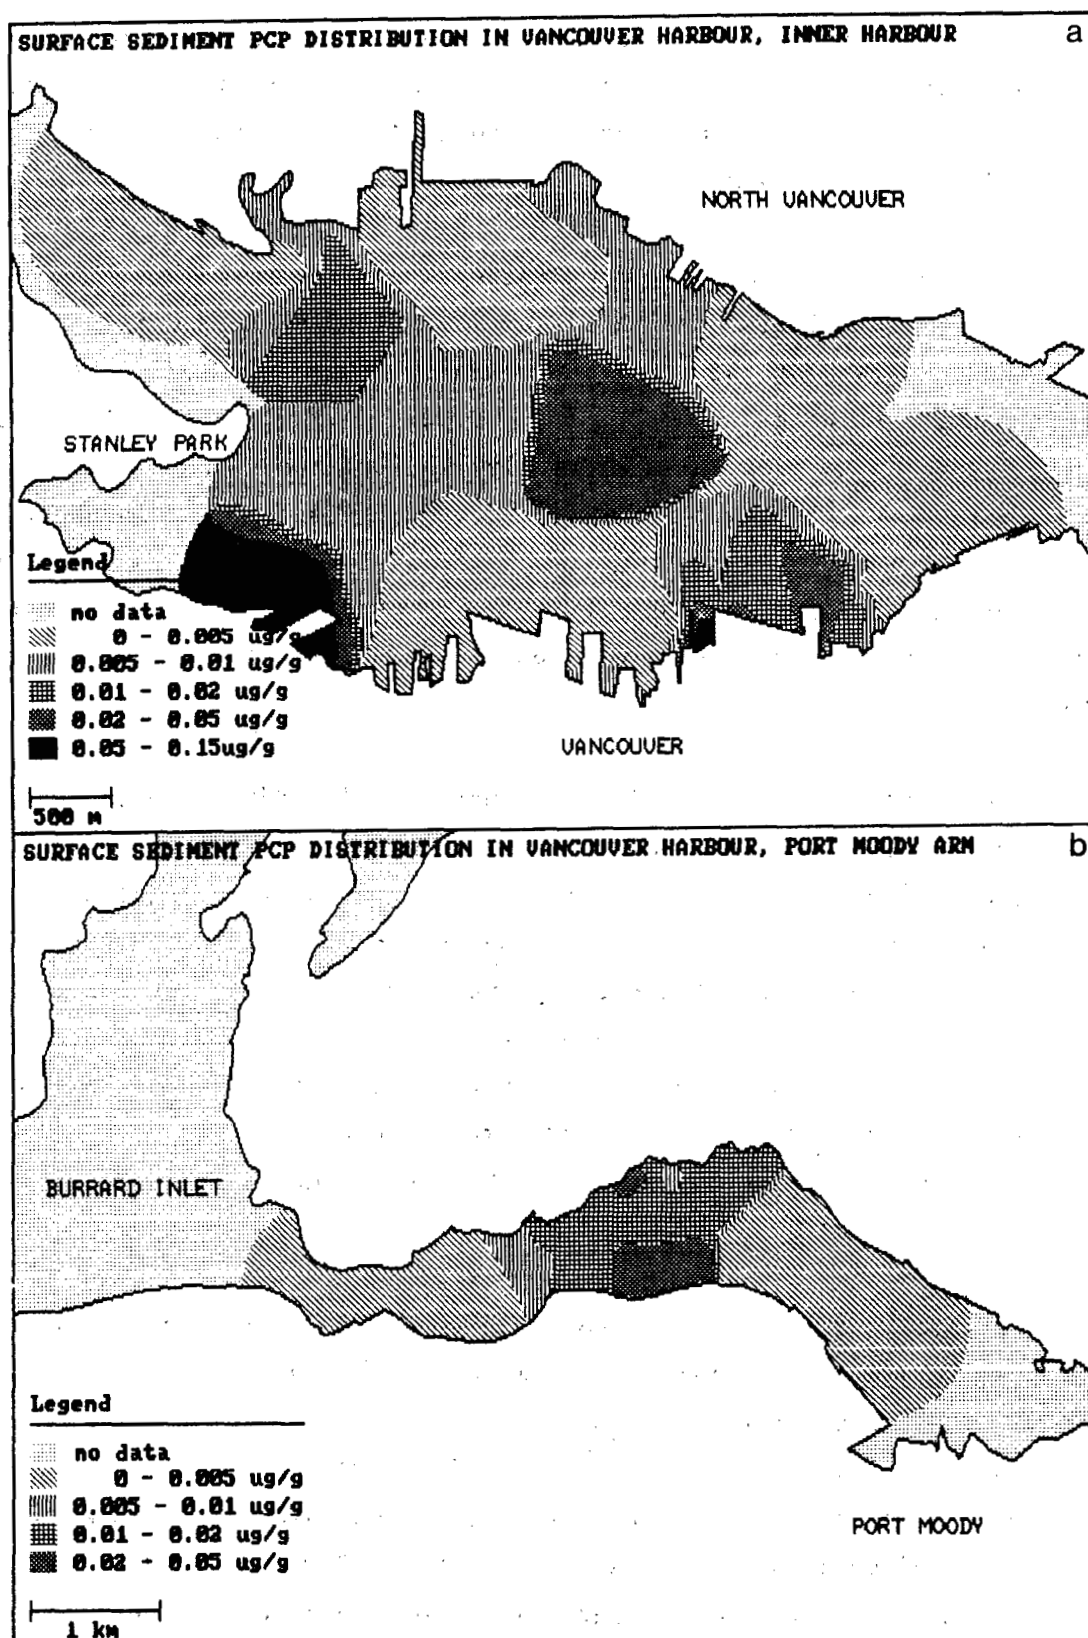 SURFACE SEDIMENT PCP DISTRIBUTION IN VANCOUVER HARBOUR, INNER HARBOUR
a
NORTH VANCOUVER
STANLEY PARK
Legend
no data
0 - 0.005 ug/g
0.005 - 0.01 ug/g
0.01 - 0.02 ug/g
0.02 - 0.05 ug/g
0.05 - 0.15ug/g
VANCOUVER
500 m
SURFACE SEDIMENT PCP DISTRIBUTION IN VANCOUVER HARBOUR, PORT MOODY ARM
b
BURRARD INLET
Legend
no data
0 - 0.005 ug/g
0.005 - 0.01 ug/g
0.01 - 0.02 ug/g
0.02 - 0.05 ug/g
PORT MOODY
1 km